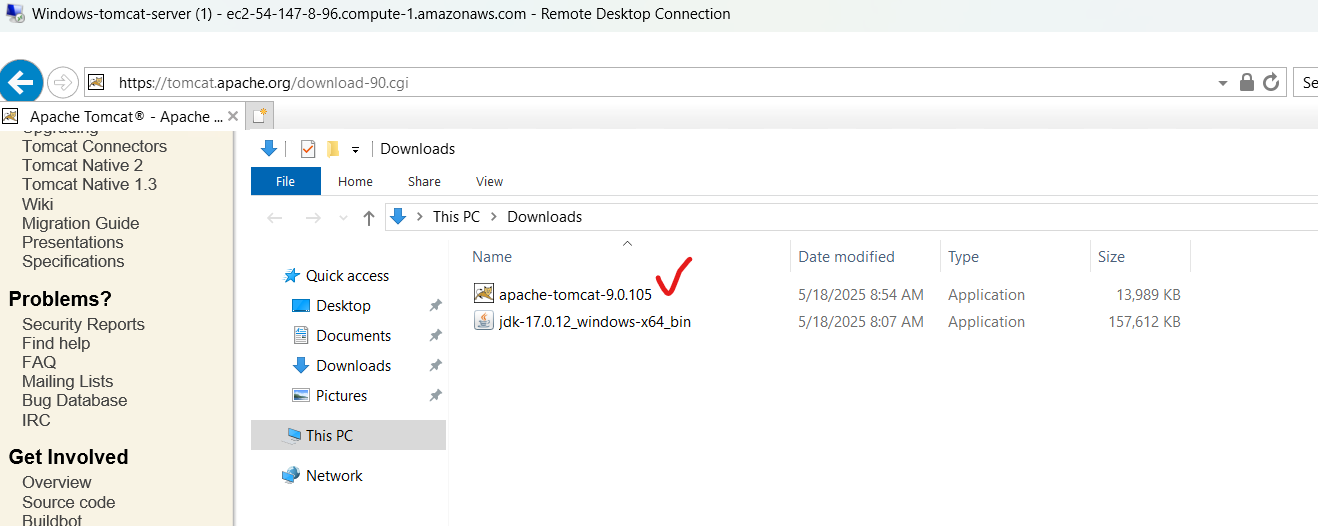 Windows-tomcat-server (1) - ec2-54-147-8-96.compute-1.amazonaws.com - Remote Desktop Connection
https://tomcat.apache.org/download-90.cgi
Se
Apache Tomcat® - Apache ...
Upgrading
Tomcat Connectors
Tomcat Native 2
Tomcat Native 1.3
Wiki
Migration Guide
Presentations
Specifications
Problems?
Security Reports
Find help
FAQ
Mailing Lists
Bug Database
IRC
Get Involved
Overview
Source code
Buildbot
Downloads
File Home Share View
This PC > Downloads
Quick access
Desktop
Documents
Downloads
Pictures
This PC
Network
Name Date modified Type Size
apache-tomcat-9.0.105 5/18/2025 8:54 AM Application 13,989 KB
jdk-17.0.12_windows-x64_bin 5/18/2025 8:07 AM Application 157,612 KB